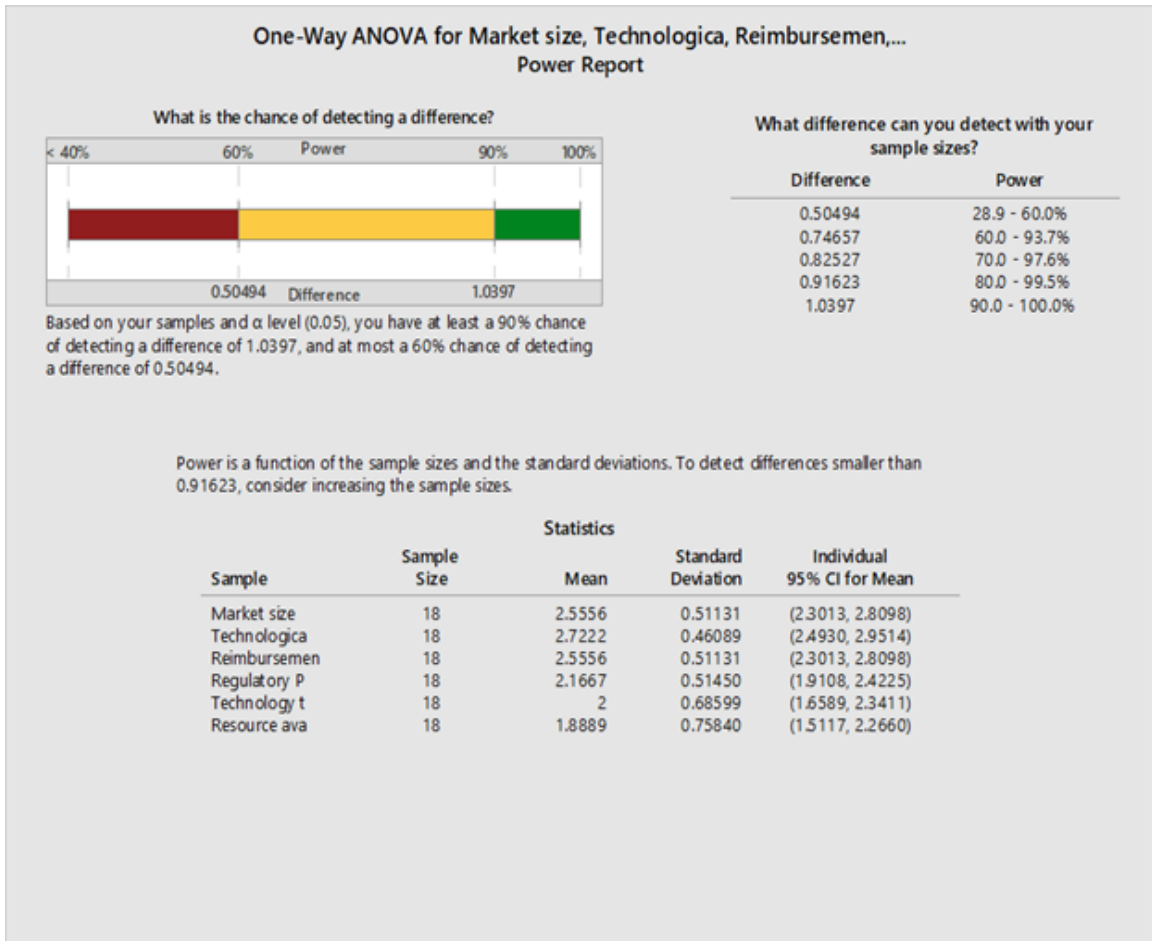 One-Way ANOVA for Market size, Technologica, Reimbursemen,...
Power Report
What is the chance of detecting a difference?
< 40% 60% Power 90% 100%
0.50494 Difference 1.0397
Based on your samples and α level (0.05), you have at least a 90% chance
of detecting a difference of 1.0397, and at most a 60% chance of detecting
a difference of 0.50494.
What difference can you detect with your
sample sizes?
Difference Power
0.50494 28.9 - 60.0%
0.74657 60.0 - 93.7%
0.82527 70.0 - 97.6%
0.91623 80.0 - 99.5%
1.0397 90.0 - 100.0%
Power is a function of the sample sizes and the standard deviations. To detect differences smaller than
0.91623, consider increasing the sample sizes.
Statistics
Sample Standard Individual
Sample Size Mean Deviation 95% CI for Mean
Market size 18 2.5556 0.51131 (2.3013, 2.8098)
Technologica 18 2.7222 0.46089 (2.4930, 2.9514)
Reimbursemen 18 2.5556 0.51131 (2.3013, 2.8098)
Regulatory P 18 2.1667 0.51450 (1.9108, 2.4225)
Technology t 18 2 0.68599 (1.6589, 2.3411)
Resource ava 18 1.8889 0.75840 (1.5117, 2.2660)